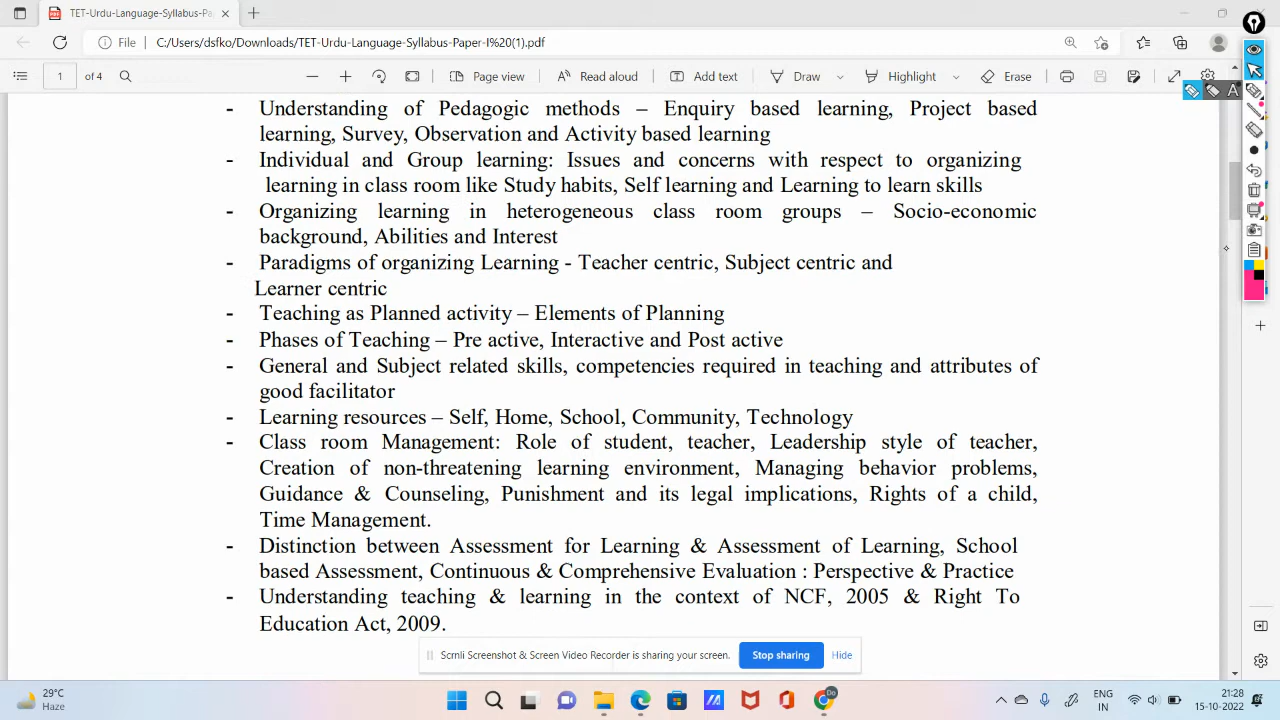 TET-Urdu-Language-Syllabus-Pa
File
C:/Users/dsfko/Downloads/TET-Urdu-Language-Syllabus-Paper-I%20(1).pdf
1 of 4
Page view
Read aloud
Add text
Draw
Highlight
Erase
A
- Understanding of Pedagogic methods – Enquiry based learning, Project based
learning, Survey, Observation and Activity based learning
- Individual and Group learning: Issues and concerns with respect to organizing
learning in class room like Study habits, Self learning and Learning to learn skills
- Organizing learning in heterogeneous class room groups – Socio-economic
background, Abilities and Interest
- Paradigms of organizing Learning - Teacher centric, Subject centric and
Learner centric
- Teaching as Planned activity – Elements of Planning
- Phases of Teaching – Pre active, Interactive and Post active
- General and Subject related skills, competencies required in teaching and attributes of
good facilitator
- Learning resources – Self, Home, School, Community, Technology
- Class room Management: Role of student, teacher, Leadership style of teacher,
Creation of non-threatening learning environment, Managing behavior problems,
Guidance & Counseling, Punishment and its legal implications, Rights of a child,
Time Management.
- Distinction between Assessment for Learning & Assessment of Learning, School
based Assessment, Continuous & Comprehensive Evaluation : Perspective & Practice
- Understanding teaching & learning in the context of NCF, 2005 & Right To
Education Act, 2009.
Scrnli Screenshot & Screen Video Recorder is sharing your screen.
Stop sharing
Hide
29°C
Haze
Do
ENG
IN
21:28
15-10-2022